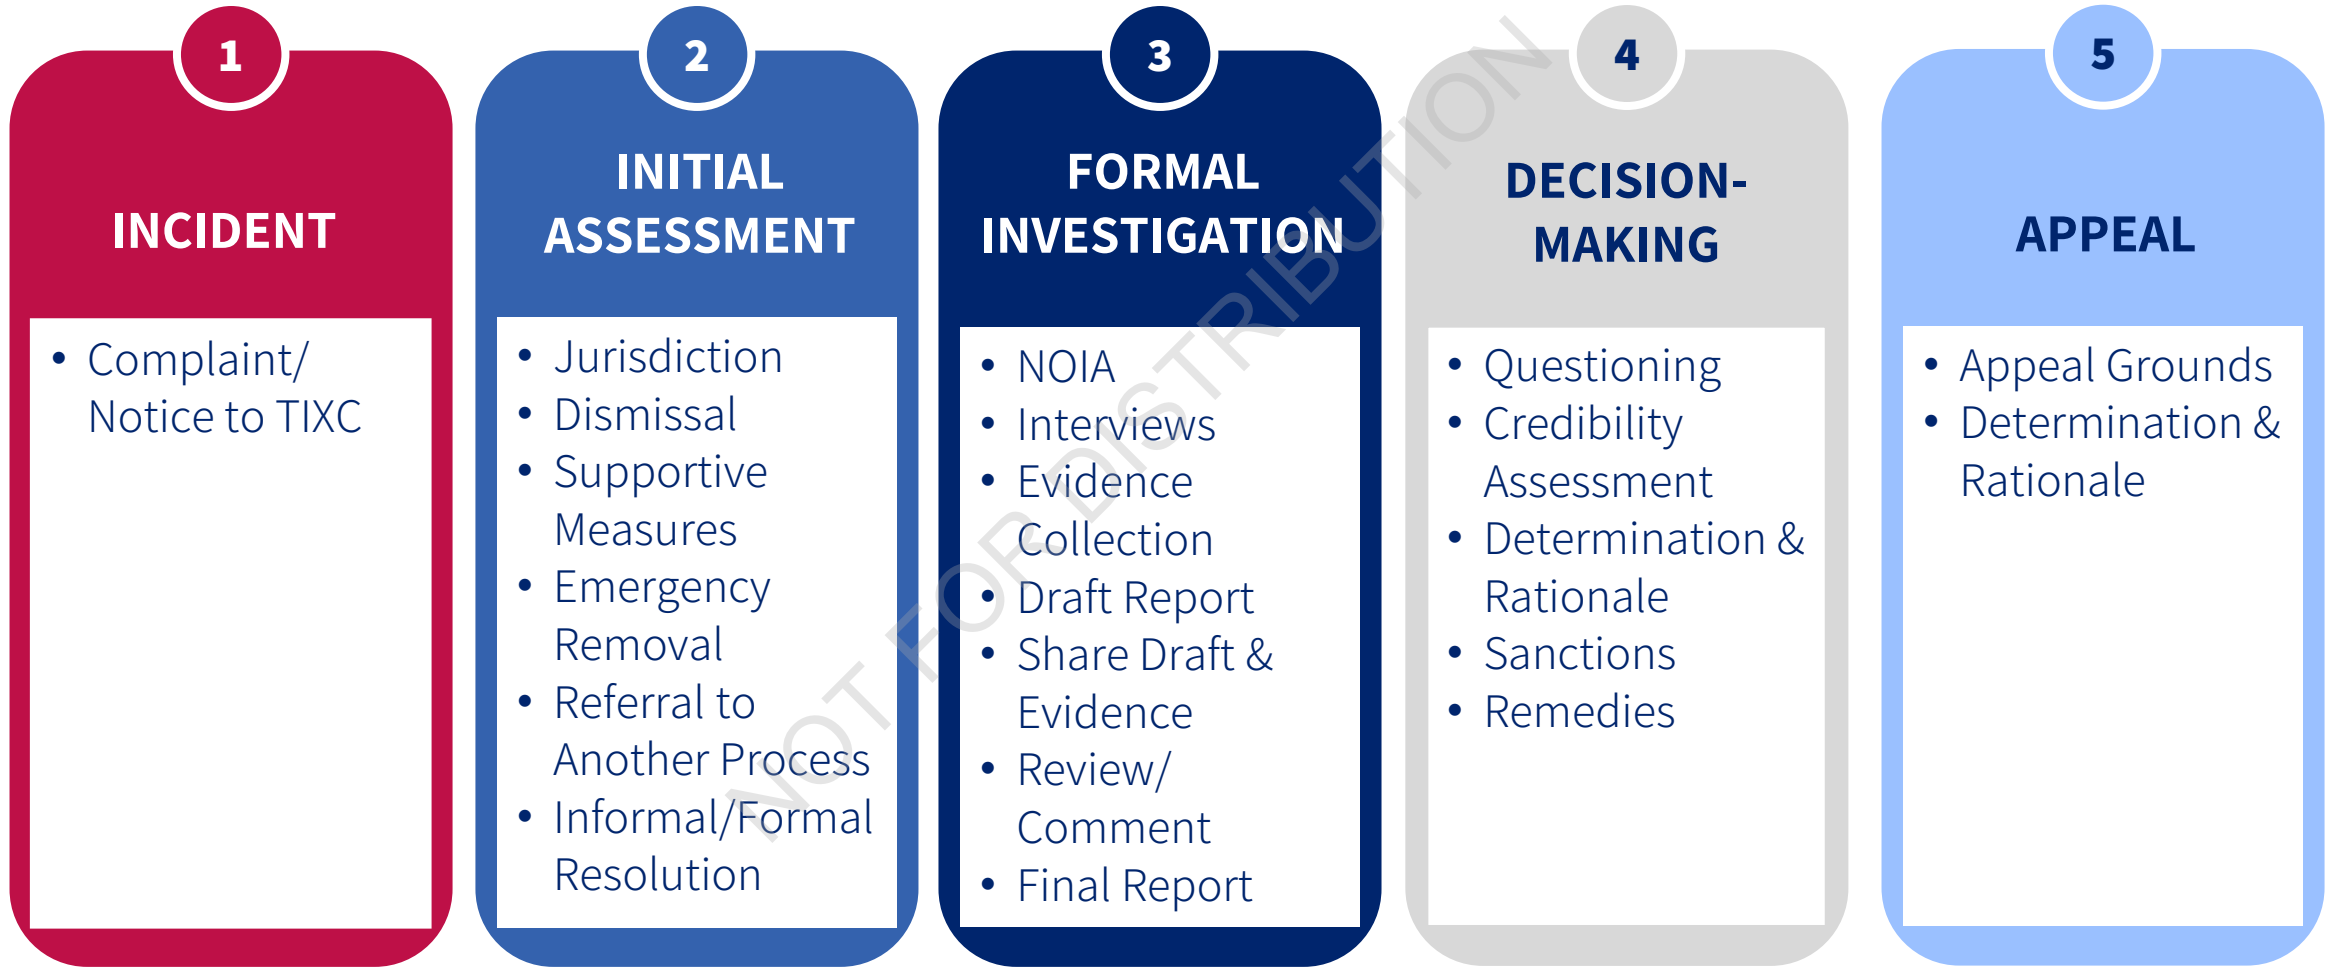 1
INCIDENT
• Complaint/
Notice to TIXC
2
INITIAL
ASSESSMENT
• Jurisdiction
• Dismissal
• Supportive
Measures
• Emergency
Removal
• Referral to
Another Process
• Informal/Formal
Resolution
3
FORMAL
INVESTIGATION
• NOIA
• Interviews
• Evidence
Collection
• Draft Report
• Share Draft &
Evidence
• Review/
Comment
• Final Report
4
DECISION-
MAKING
• Questioning
• Credibility
Assessment
• Determination &
Rationale
• Sanctions
• Remedies
5
APPEAL
• Appeal Grounds
• Determination &
Rationale
NOT FOR DISTRIBUTION